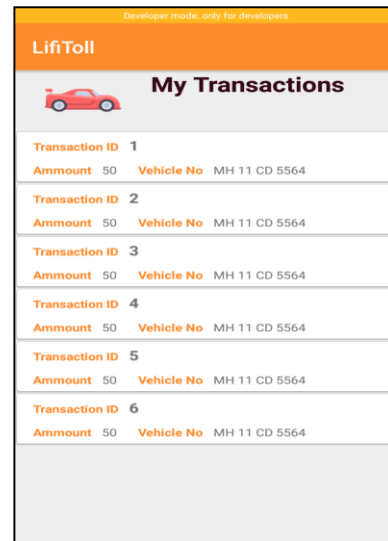 Developer mode: only for developers
LifiToll
My Transactions
Transaction ID 1
Ammount 50 Vehicle No MH 11 CD 5564
Transaction ID 2
Ammount 50 Vehicle No MH 11 CD 5564
Transaction ID 3
Ammount 50 Vehicle No MH 11 CD 5564
Transaction ID 4
Ammount 50 Vehicle No MH 11 CD 5564
Transaction ID 5
Ammount 50 Vehicle No MH 11 CD 5564
Transaction ID 6
Ammount 50 Vehicle No MH 11 CD 5564